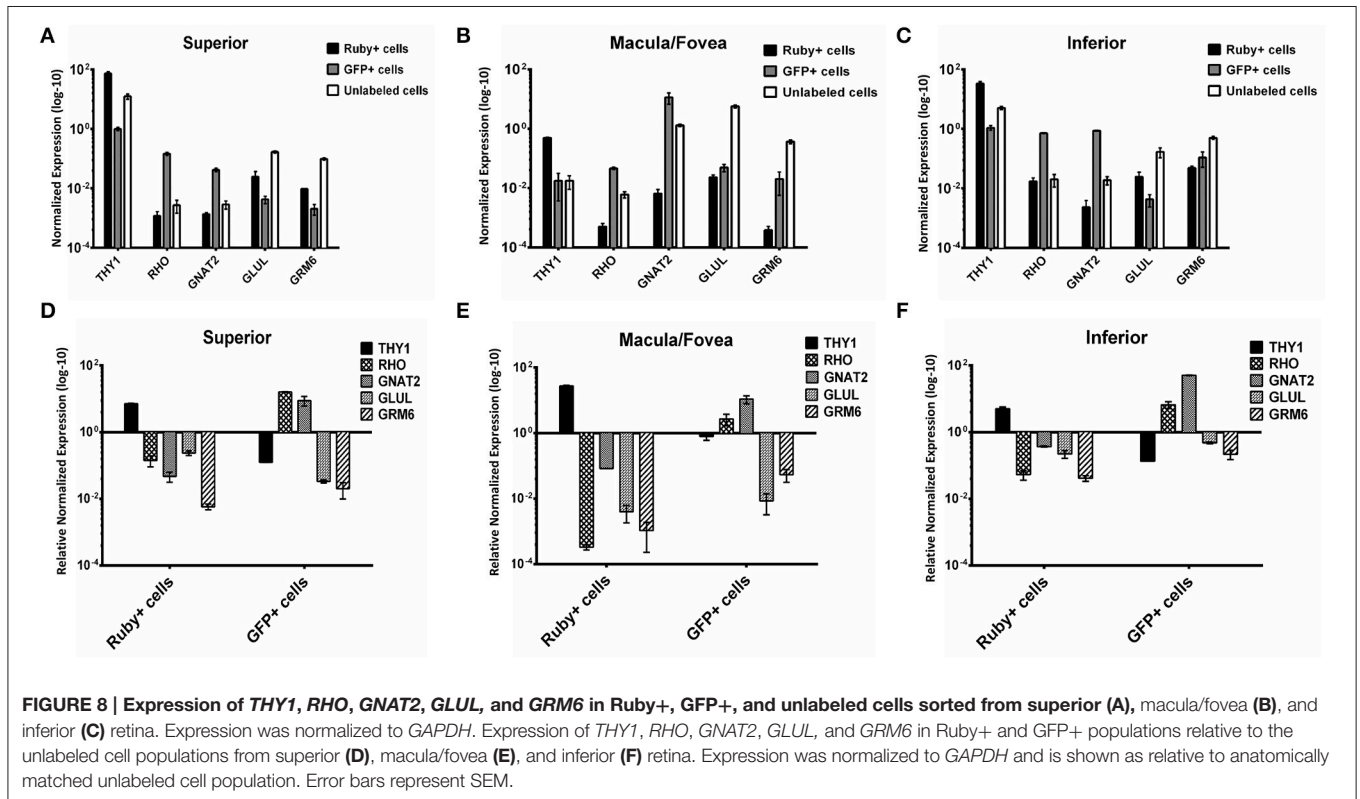 A
Superior
Ruby+ cells
GFP+ cells
Unlabeled cells
Normalized Expression (log-10)
10²
10⁰
10⁻²
10⁻⁴
THY1
RHO
GNAT2
GLUL
GRM6
B
Macula/Fovea
Ruby+ cells
GFP+ cells
Unlabeled cells
Normalized Expression (log-10)
10²
10⁰
10⁻²
10⁻⁴
THY1
RHO
GNAT2
GLUL
GRM6
C
Inferior
Ruby+ cells
GFP+ cells
Unlabeled cells
Normalized Expression (log-10)
10²
10⁰
10⁻²
10⁻⁴
THY1
RHO
GNAT2
GLUL
GRM6
D
Superior
THY1
RHO
GNAT2
GLUL
GRM6
Relative Normalized Expression (log-10)
10²
10⁰
10⁻²
10⁻⁴
Ruby+ cells
GFP+ cells
E
Macula/Fovea
THY1
RHO
GNAT2
GLUL
GRM6
Relative Normalized Expression (log-10)
10²
10⁰
10⁻²
10⁻⁴
Ruby+ cells
GFP+ cells
F
Inferior
THY1
RHO
GNAT2
GLUL
GRM6
Relative Normalized Expression (log-10)
10²
10⁰
10⁻²
10⁻⁴
Ruby+ cells
GFP+ cells
FIGURE 8 | Expression of THY1, RHO, GNAT2, GLUL, and GRM6 in Ruby+, GFP+, and unlabeled cells sorted from superior (A), macula/fovea (B), and
inferior (C) retina. Expression was normalized to GAPDH. Expression of THY1, RHO, GNAT2, GLUL, and GRM6 in Ruby+ and GFP+ populations relative to the
unlabeled cell populations from superior (D), macula/fovea (E), and inferior (F) retina. Expression was normalized to GAPDH and is shown as relative to anatomically
matched unlabeled cell population. Error bars represent SEM.